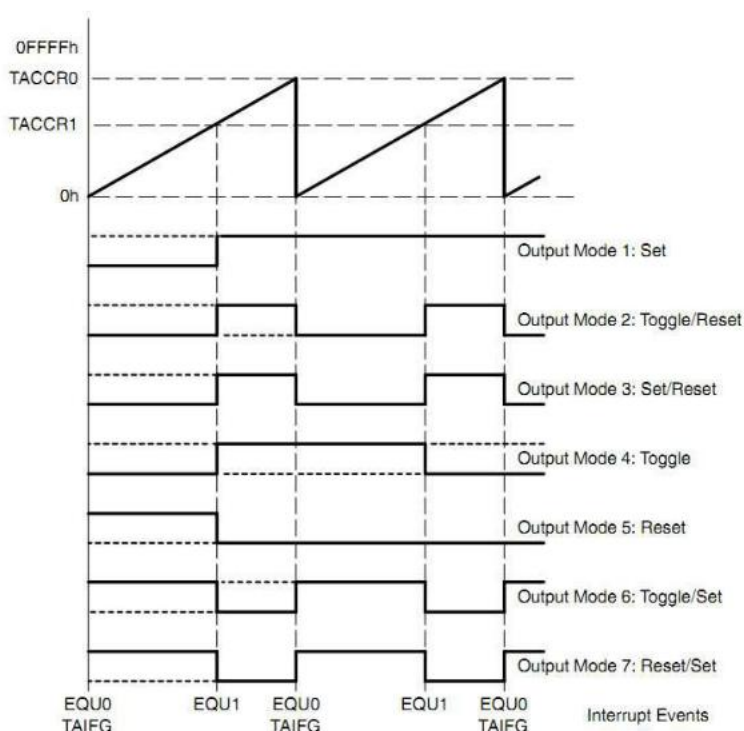 0FFFFh
TACCR0
TACCR1
0h
Output Mode 1: Set
Output Mode 2: Toggle/Reset
Output Mode 3: Set/Reset
Output Mode 4: Toggle
Output Mode 5: Reset
Output Mode 6: Toggle/Set
Output Mode 7: Reset/Set
EQU0 EQU1 EQU0 EQU1 EQU0
TAIFG TAIFG TAIFG Interrupt Events